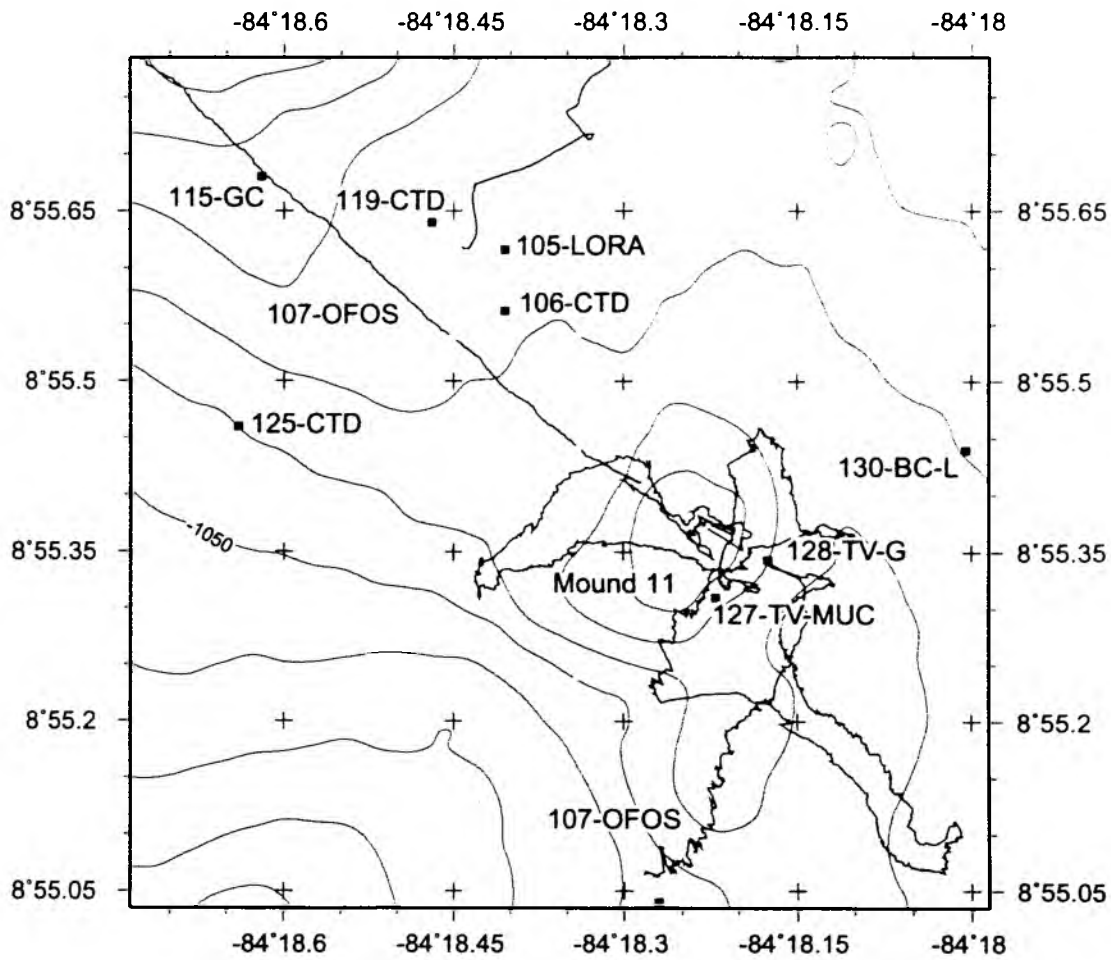 -84°18.6 -84°18.45 -84°18.3 -84°18.15 -84°18
115-GC
119-CTD
8°55.65 8°55.65
105-LORA
106-CTD
107-OFOS
8°55.5 8°55.5
125-CTD
130-BC-L
-1050
8°55.35 8°55.35
128-TV-G
Mound 11
127-TV-MUC
8°55.2 8°55.2
107-OFOS
8°55.05 8°55.05
-84°18.6 -84°18.45 -84°18.3 -84°18.15 -84°18